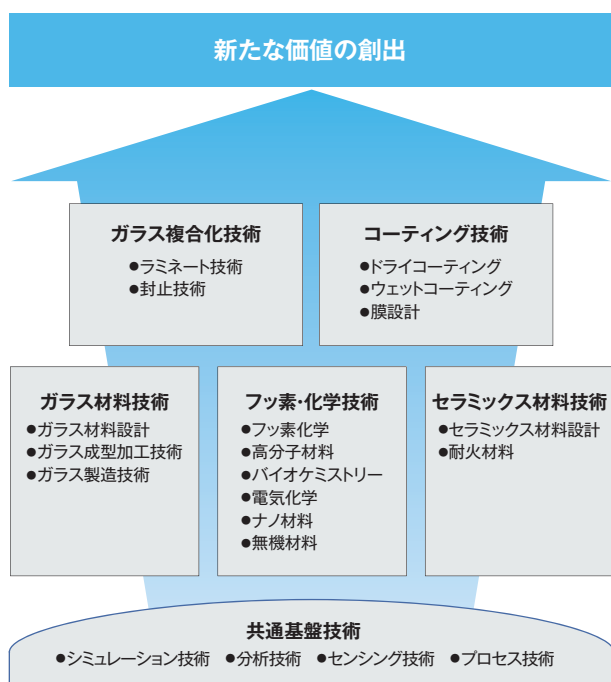 新たな価値の創出
ガラス複合化技術
●ラミネート技術
●封止技術
コーティング技術
●ドライコーティング
●ウェットコーティング
●膜設計
ガラス材料技術
●ガラス材料設計
●ガラス成型加工技術
●ガラス製造技術
フッ素・化学技術
●フッ素化学
●高分子材料
●バイオケミストリー
●電気化学
●ナノ材料
●無機材料
セラミックス材料技術
●セラミックス材料設計
●耐火材料
共通基盤技術
●シミュレーション技術 ●分析技術 ●センシング技術 ●プロセス技術